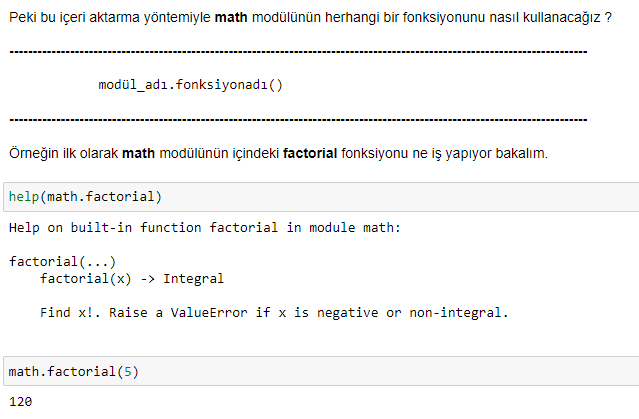 Peki bu içeri aktarma yöntemiyle math modülünün herhangi bir fonksiyonunu nasıl kullanacağız ?
---------------------------------------------------------------------------------------------------------------------
modül_adı.fonksiyonadı()
---------------------------------------------------------------------------------------------------------------------
Örneğin ilk olarak math modülünün içindeki factorial fonksiyonu ne iş yapıyor bakalım.
help(math.factorial)
Help on built-in function factorial in module math:
factorial(...)
factorial(x) -> Integral
Find x!. Raise a ValueError if x is negative or non-integral.
math.factorial(5)
120